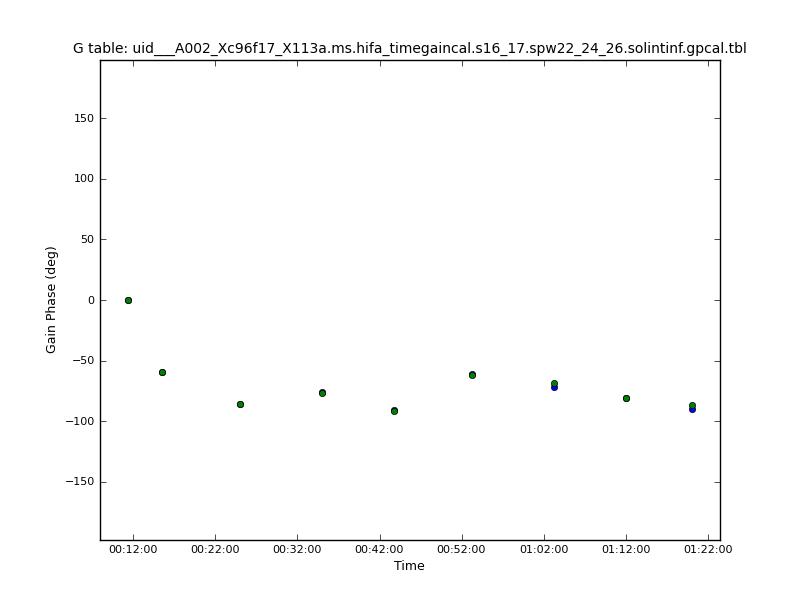 G table: uid___A002_Xc96f17_X113a.ms.hifa_timegaincal.s16_17.spw22_24_26.solintinf.gpcal.tbl
150
100
50
0
−50
−100
−150
Gain Phase (deg)
00:12:00 00:22:00 00:32:00 00:42:00 00:52:00 01:02:00 01:12:00 01:22:00
Time